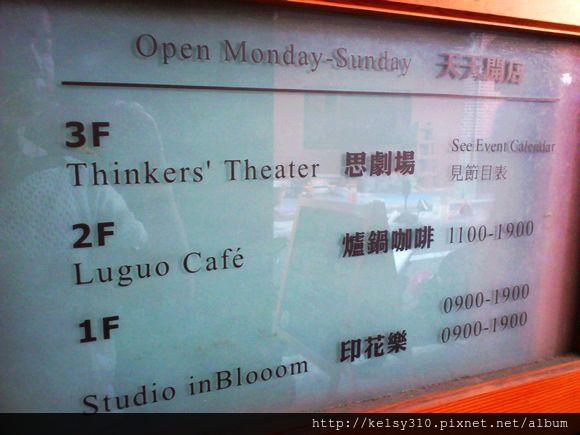 Open Monday-Sunday 天天開店
3F
Thinkers' Theater 思劇場 See Event Calendar
見節目表
2F
Luguo Café 爐鍋咖啡 1100-1900
1F 0900-1900
Studio inBlooom 印花樂 0900-1900
http://kelsy310.pixnet.net/album